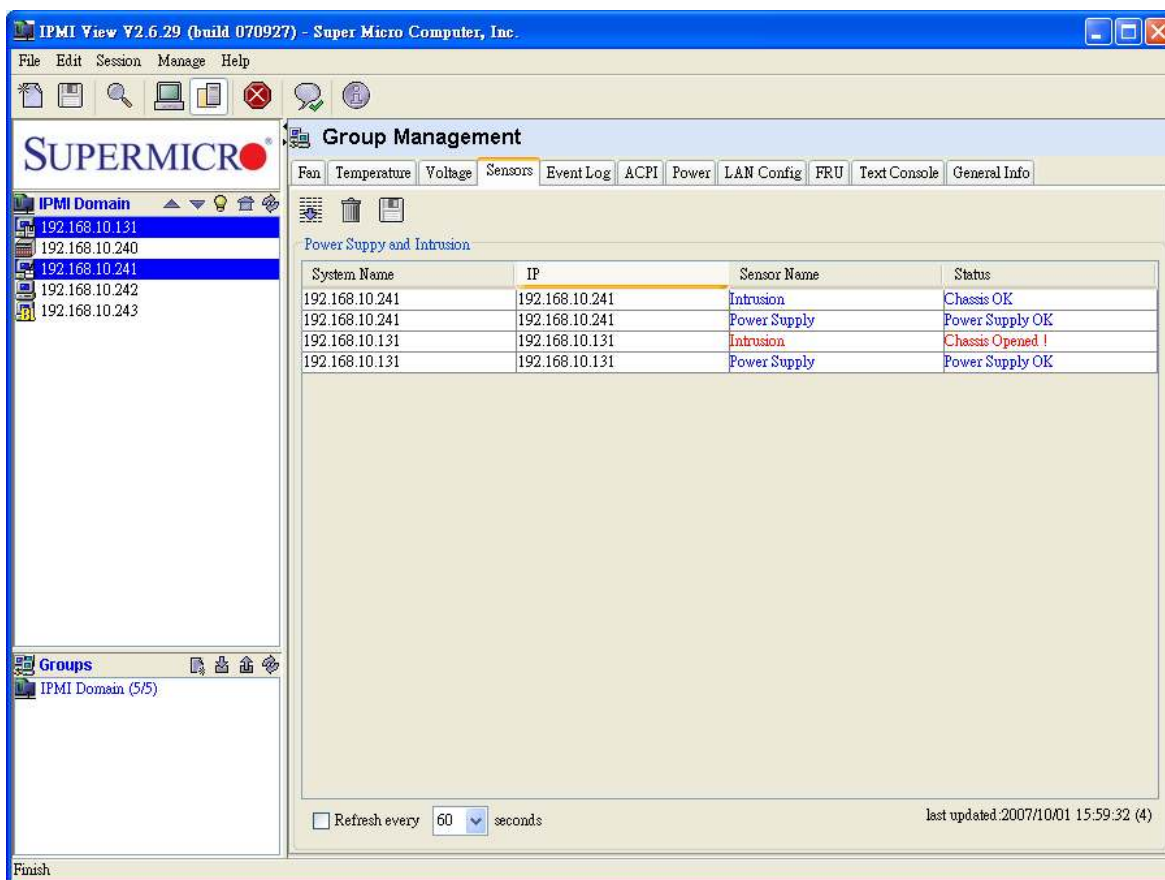 IPMI View V2.6.29 (build 070927) - Super Micro Computer, Inc.
File Edit Session Manage Help
SUPERMICRO
Group Management
Fan Temperature Voltage Sensors Event Log ACPI Power LAN Config FRU Text Console General Info
IPMI Domain
192.168.10.131
192.168.10.240
192.168.10.241
192.168.10.242
192.168.10.243
Power Suppy and Intrusion
System Name IP Sensor Name Status
192.168.10.241 192.168.10.241 Intrusion Chassis OK
192.168.10.241 192.168.10.241 Power Supply Power Supply OK
192.168.10.131 192.168.10.131 Intrusion Chassis Opened !
192.168.10.131 192.168.10.131 Power Supply Power Supply OK
Groups
IPMI Domain (5/5)
Refresh every 60 seconds
last updated:2007/10/01 15:59:32 (4)
Finish